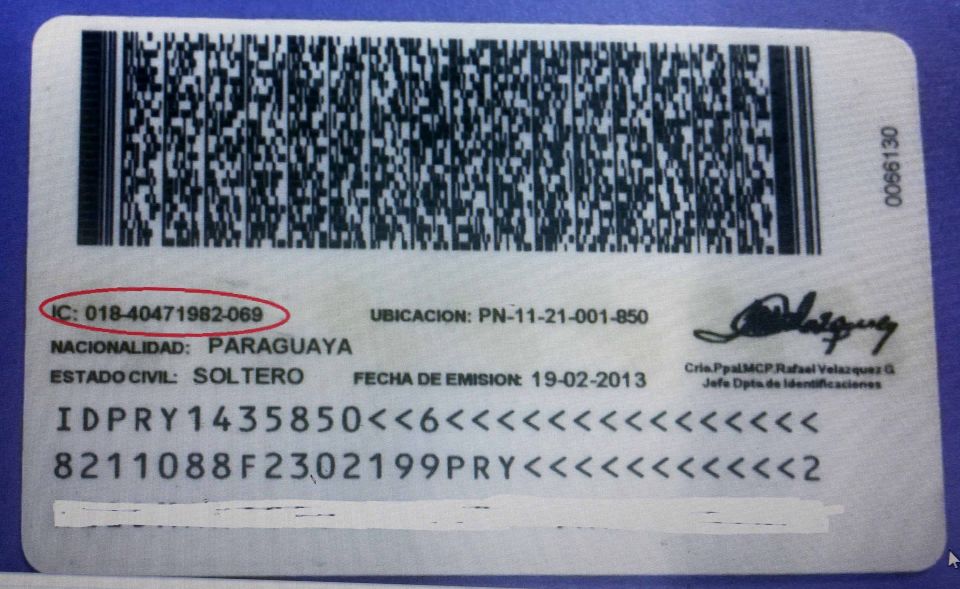 0066130
IC: 018-40471982-069 UBICACION: PN-11-21-001-850
NACIONALIDAD: PARAGUAYA
ESTADO CIVIL: SOLTERO FECHA DE EMISION: 19-02-2013
Crio.Ppal.MCP.Rafael Velazquez G.
Jefe Dpto.de Identificaciones
IDPRY1435850<<6<<<<<<<<<<<<<<<
8211088F2302199PRY<<<<<<<<<<<2